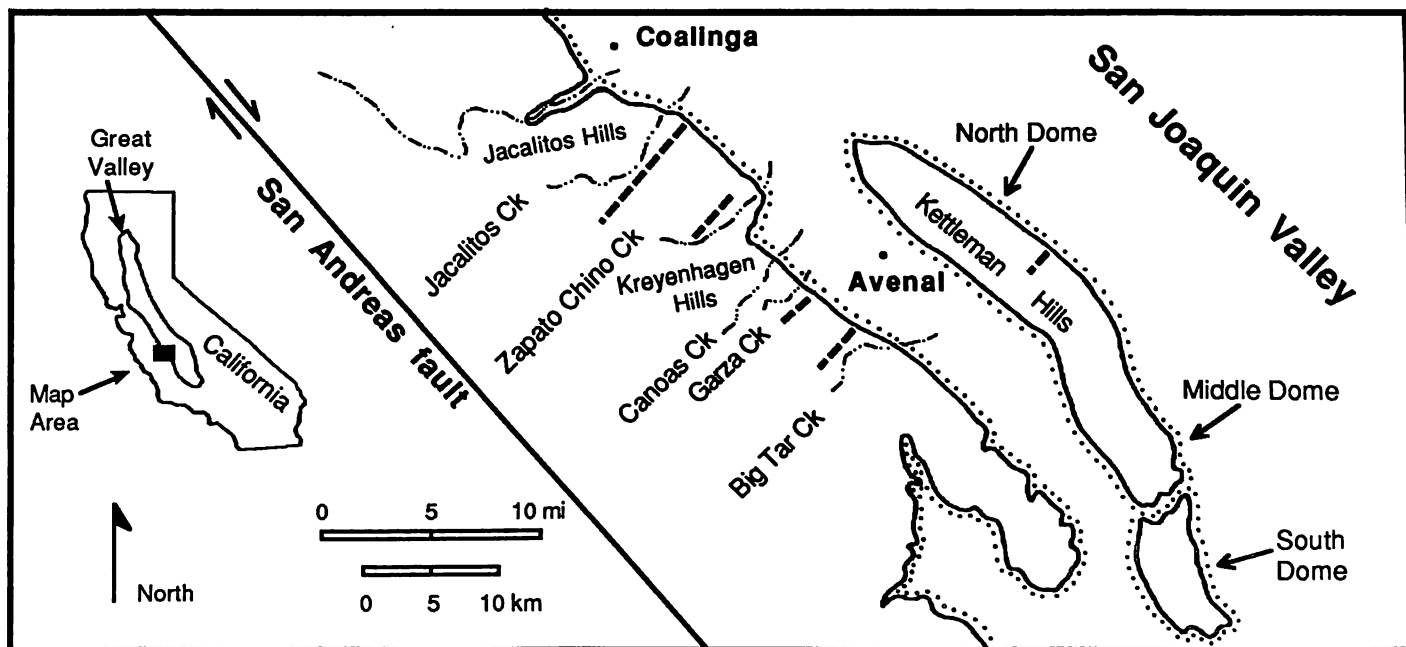 Coalinga
San Joaquin Valley
Great
Valley
Jacalitos Hills
North Dome
San Andreas fault
Jacalitos Ck
Kettleman
Hills
Zapato Chino Ck
Kreyenhagen
Hills
Avenal
California
Map
Area
Canoas Ck
Garza Ck
Middle Dome
Big Tar Ck
0 5 10 mi
South
Dome
North
0 5 10 km